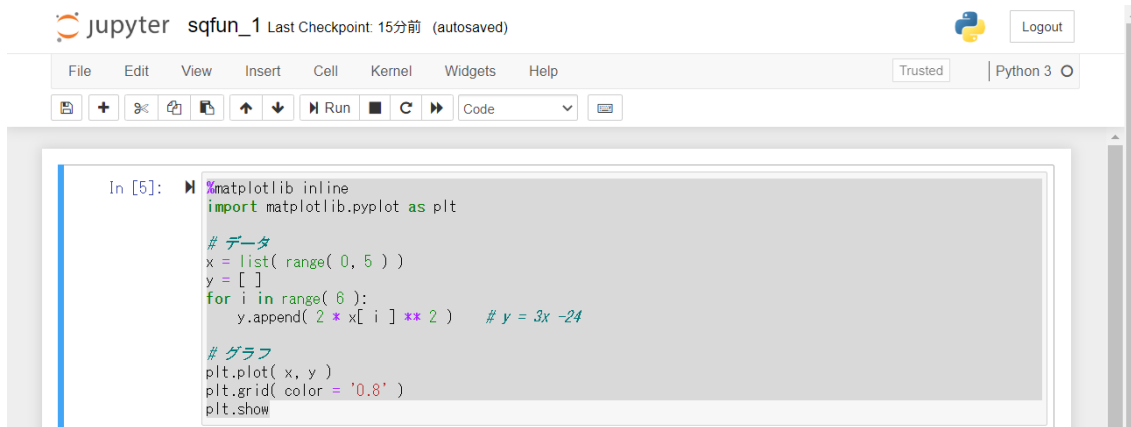 jupyter sqfun_1 Last Checkpoint: 15分前 (autosaved) Logout
File Edit View Insert Cell Kernel Widgets Help Trusted Python 3
Run Code
In [5]: %matplotlib inline
import matplotlib.pyplot as plt
# データ
x = list( range( 0, 5 ) )
y = [ ]
for i in range( 6 ):
y.append( 2 * x[ i ] ** 2 ) # y = 3x -24
# グラフ
plt.plot( x, y )
plt.grid( color = '0.8' )
plt.show